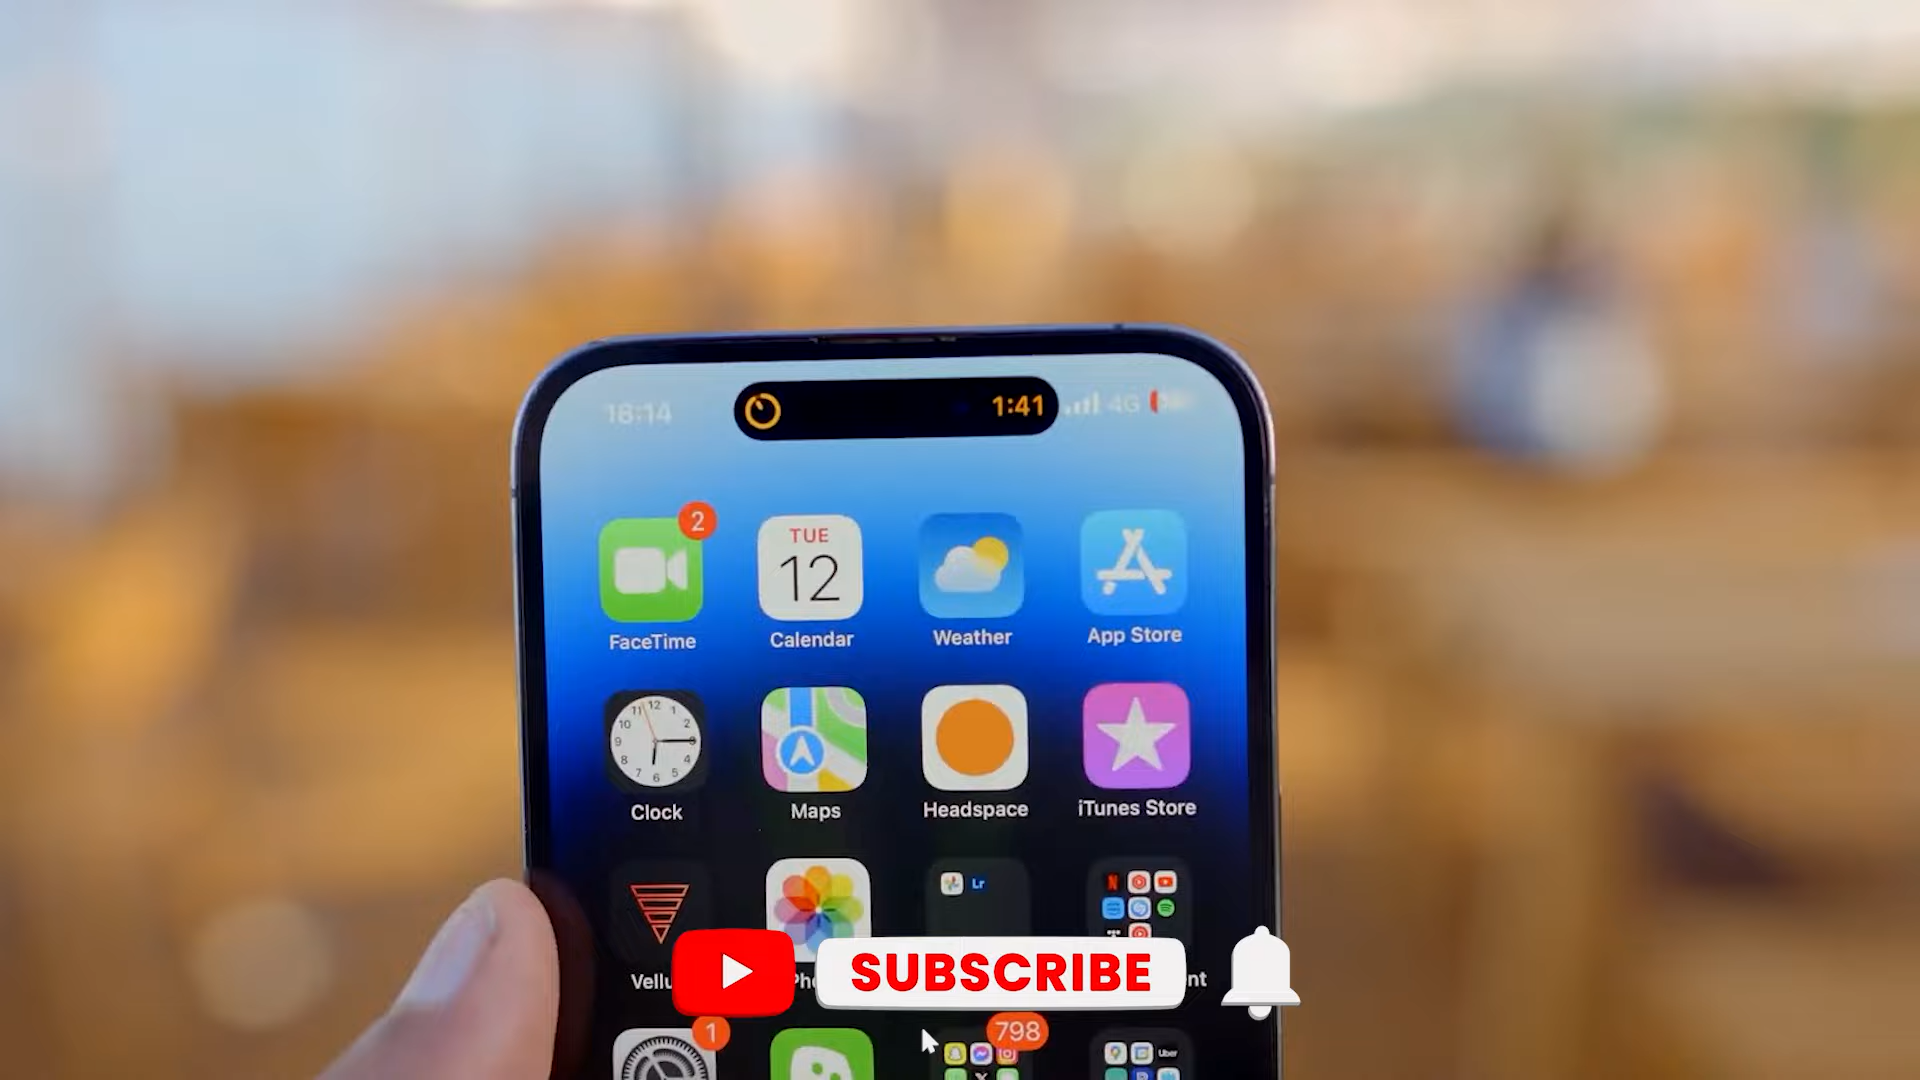 18:14 1:41 4G
2
TUE
12
FaceTime Calendar Weather App Store
Clock Maps Headspace iTunes Store
Lr
SUBSCRIBE
1
798
Uber